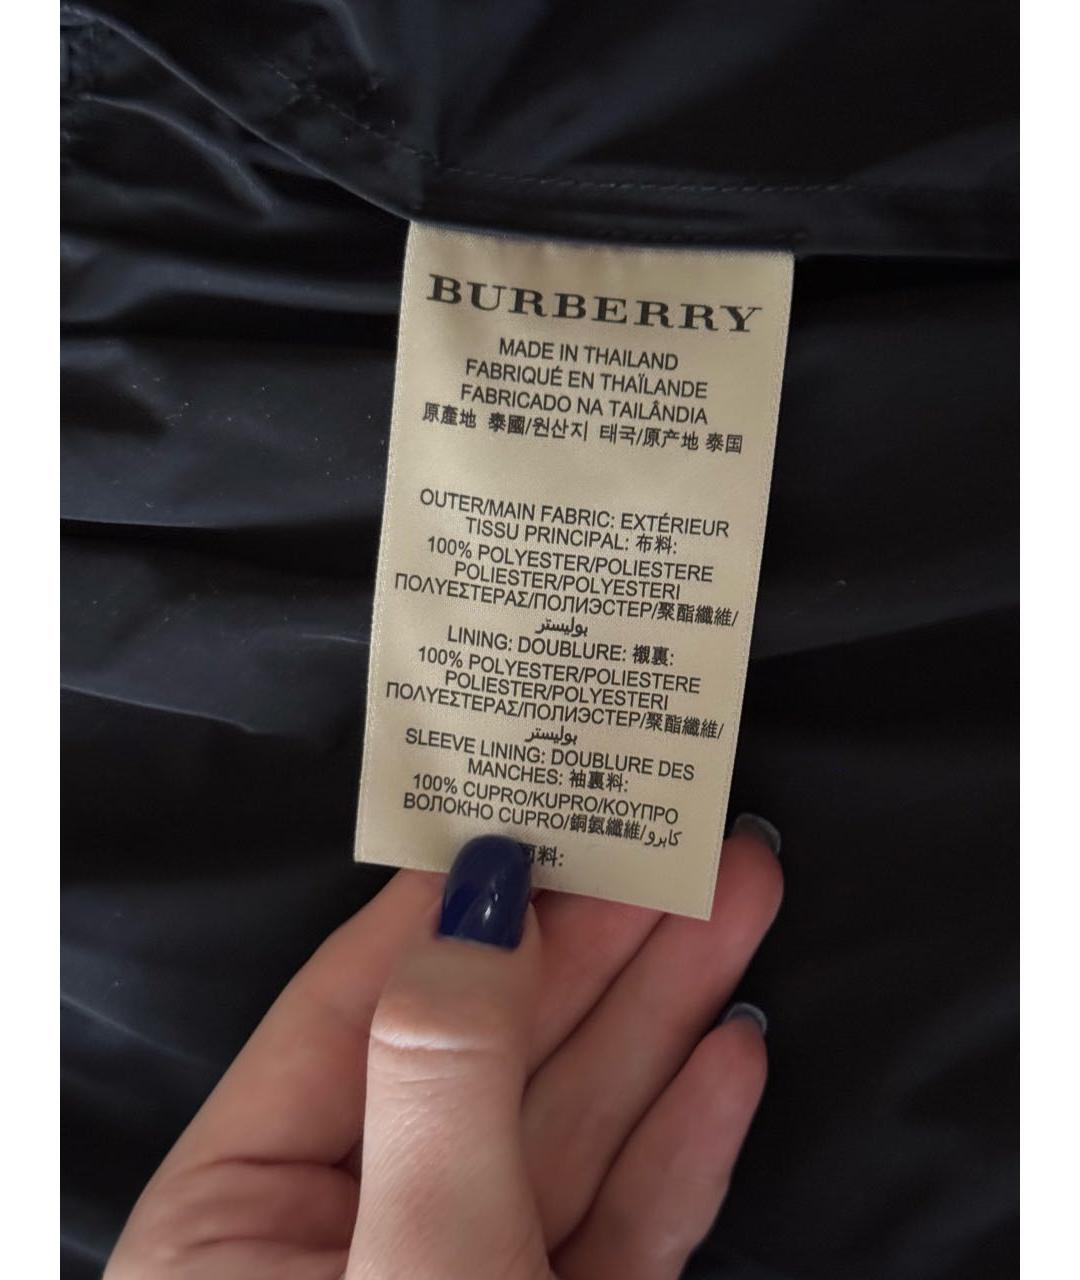 BURBERRY
MADE IN THAILAND
FABRIQUÉ EN THAÏLANDE
FABRICADO NA TAILÂNDIA
原產地 泰國/원산지 태국/原产地 泰国
OUTER/MAIN FABRIC: EXTÉRIEUR
TISSU PRINCIPAL: 布料:
100% POLYESTER/POLIESTERE
POLIESTER/POLYESTERI
ΠΟΛΥΕΣΤΕΡΑΣ/ПОЛИЭСТЕР/聚酯纖維/
بوليستر
LINING: DOUBLURE: 襯裏:
100% POLYESTER/POLIESTERE
POLIESTER/POLYESTERI
ΠΟΛΥΕΣΤΕΡΑΣ/ПОЛИЭСТЕР/聚酯纖維/
بوليستر
SLEEVE LINING: DOUBLURE DES
MANCHES: 袖裏料:
100% CUPRO/KUPRO/ΚΟΥΠΡΟ
ВОЛОКНО CUPRO/銅氨纖維/كابرو
料: